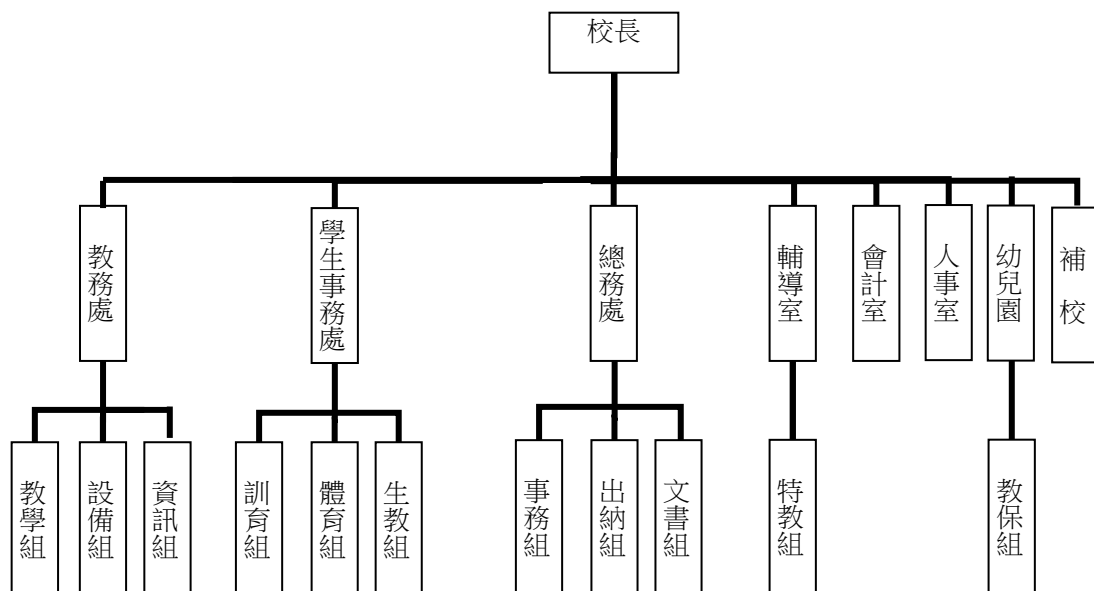 校長
教務處
學生事務處
總務處
輔導室
會計室
人事室
幼兒園
補校
教學組
設備組
資訊組
訓育組
體育組
生教組
事務組
出納組
文書組
特教組
教保組